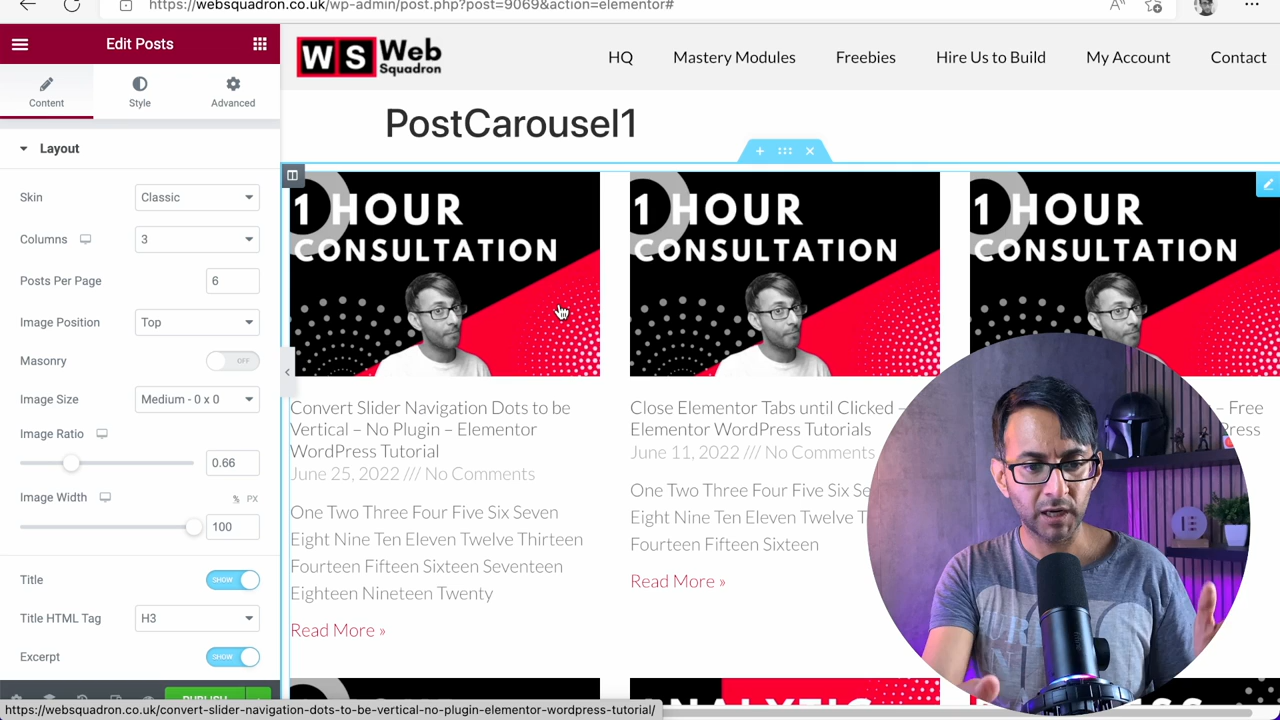 https://websquadron.co.uk/wp-admin/post.php?post=9069&action=elementor#
Edit Posts
Content
Style
Advanced
Layout
Skin
Classic
Columns
3
Posts Per Page
6
Image Position
Top
Masonry
OFF
Image Size
Medium - 0 x 0
Image Ratio
0.66
Image Width
% PX
100
Title
SHOW
Title HTML Tag
H3
Excerpt
SHOW
PUBLISH
WS Web Squadron
HQ
Mastery Modules
Freebies
Hire Us to Build
My Account
Contact
PostCarousel1
1 HOUR
CONSULTATION
Convert Slider Navigation Dots to be
Vertical – No Plugin – Elementor
WordPress Tutorial
June 25, 2022 /// No Comments
One Two Three Four Five Six Seven
Eight Nine Ten Eleven Twelve Thirteen
Fourteen Fifteen Sixteen Seventeen
Eighteen Nineteen Twenty
Read More »
1 HOUR
CONSULTATION
Close Elementor Tabs until Clicked –
Elementor WordPress Tutorials
June 11, 2022 /// No Comments
One Two Three Four Five Six Se
Eight Nine Ten Eleven Twelve T
Fourteen Fifteen Sixteen
Read More »
1 HOUR
CONSULTATION
– Free
Press
https://websquadron.co.uk/convert-slider-navigation-dots-to-be-vertical-no-plugin-elementor-wordpress-tutorial/